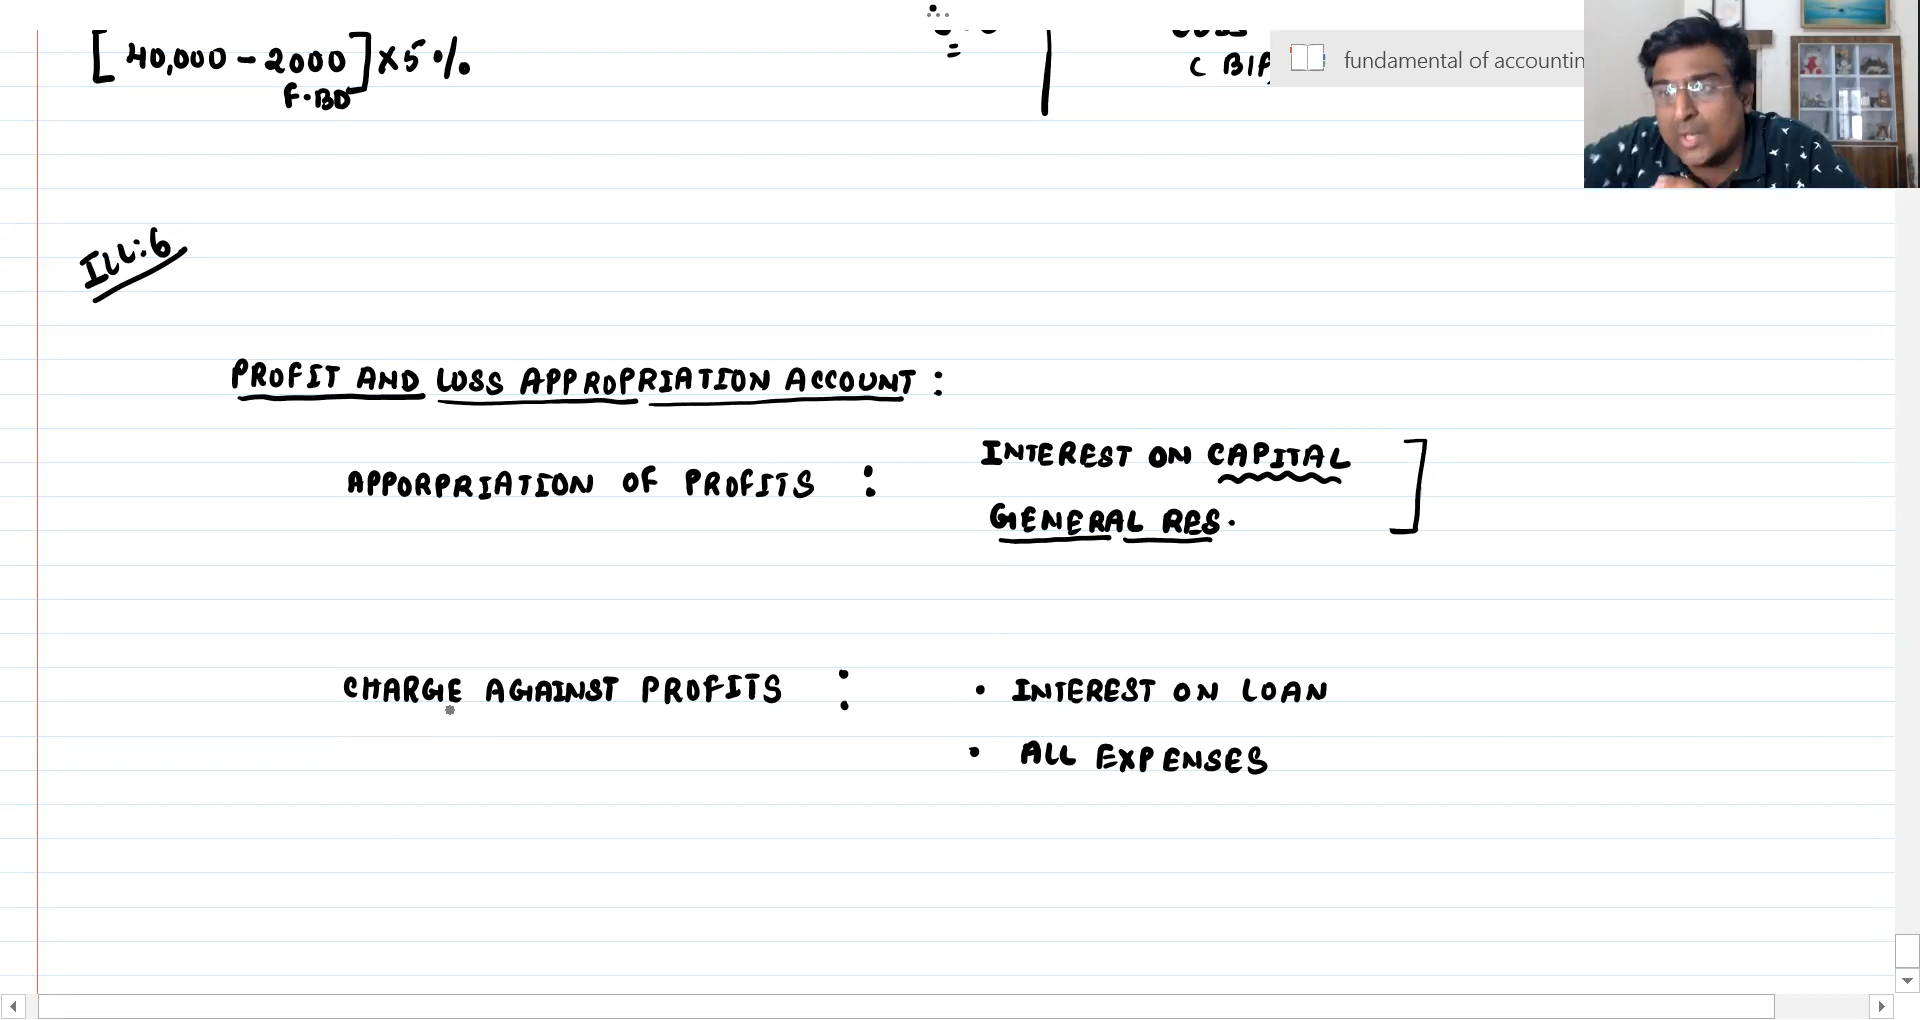 [ 40,000 - 2000 ] X 5 %
F.BD
C BIF
fundamental of accountin
ILL:6
PROFIT AND LOSS APPROPRIATION ACCOUNT :
APPORPRIATION OF PROFITS :
INTEREST ON CAPITAL
GENERAL RES.
CHARGE AGAINST PROFITS :
• INTEREST ON LOAN
• ALL EXPENSES